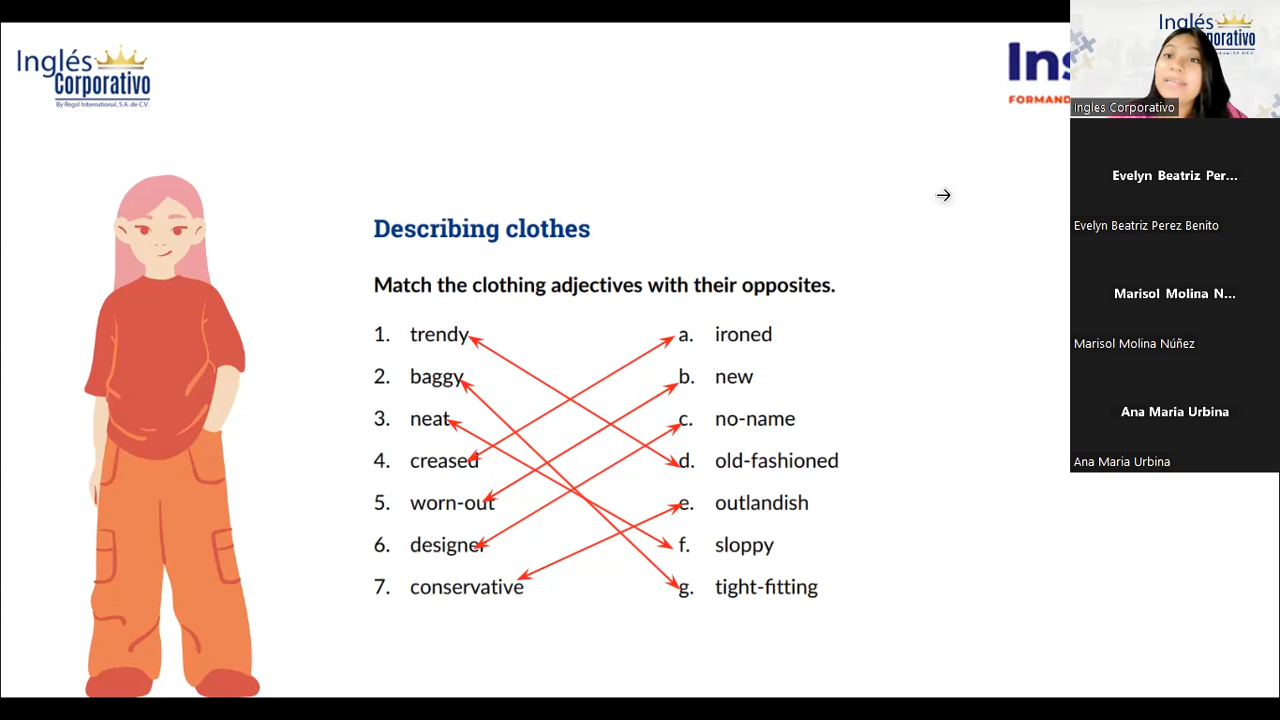 Inglés
Corporativo
By Regal International, S.A. de C.V.
Ins
FORMAND
Describing clothes
Match the clothing adjectives with their opposites.
1. trendy
2. baggy
3. neat
4. creased
5. worn-out
6. designer
7. conservative
a. ironed
b. new
c. no-name
d. old-fashioned
e. outlandish
f. sloppy
g. tight-fitting
Inglés
Corporativo
Ingles Corporativo
Evelyn Beatriz Per...
Evelyn Beatriz Perez Benito
Marisol Molina N...
Marisol Molina Núñez
Ana Maria Urbina
Ana Maria Urbina